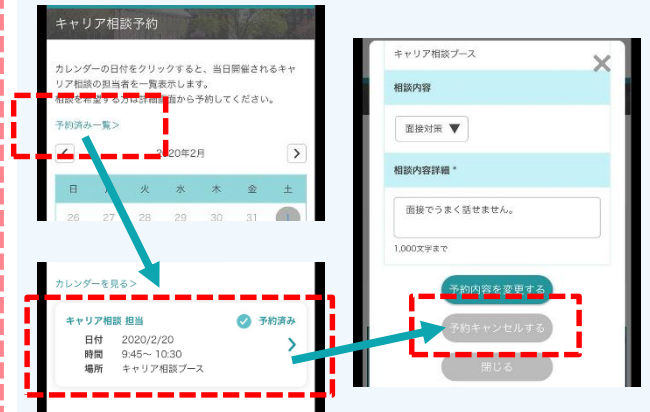 キャリア相談予約
カレンダーの日付をクリックすると、当日開催されるキャ
リア相談の担当者を一覧表示します。
相談を希望する方は詳細画面から予約してください。
予約済み一覧>
2020年2月
日 月 火 水 木 金 土
26 27 28 29 30 31 1
カレンダーを見る>
キャリア相談 担当 予約済み
日付 2020/2/20
時間 9:45～ 10:30
場所 キャリア相談ブース
キャリア相談ブース
相談内容
面接対策 ▼
相談内容詳細 *
面接でうまく話せません。
1,000文字まで
予約内容を変更する
予約キャンセルする
閉じる